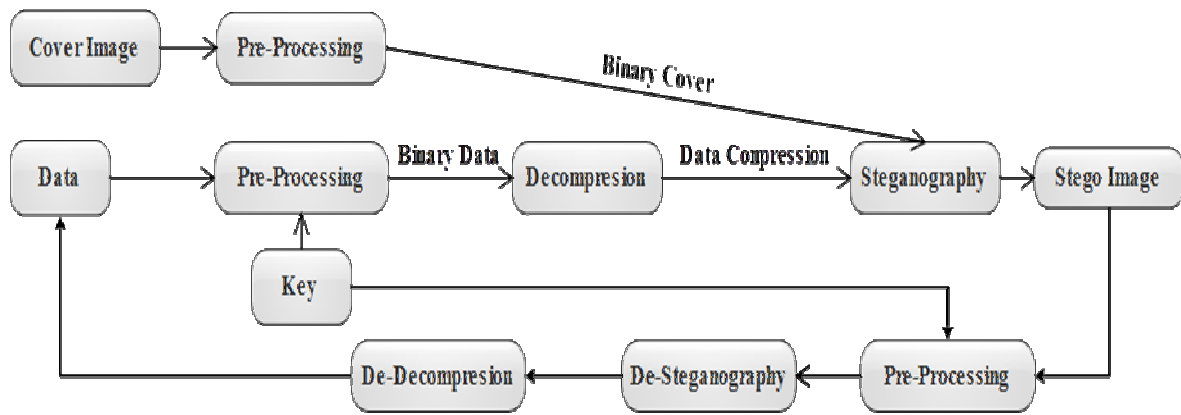 Cover Image
Pre-Processing
Binary Cover
Data
Pre-Processing
Binary Data
Decompresion
Data Conpression
Steganography
Stego Image
Key
De-Decompresion
De-Steganography
Pre-Processing